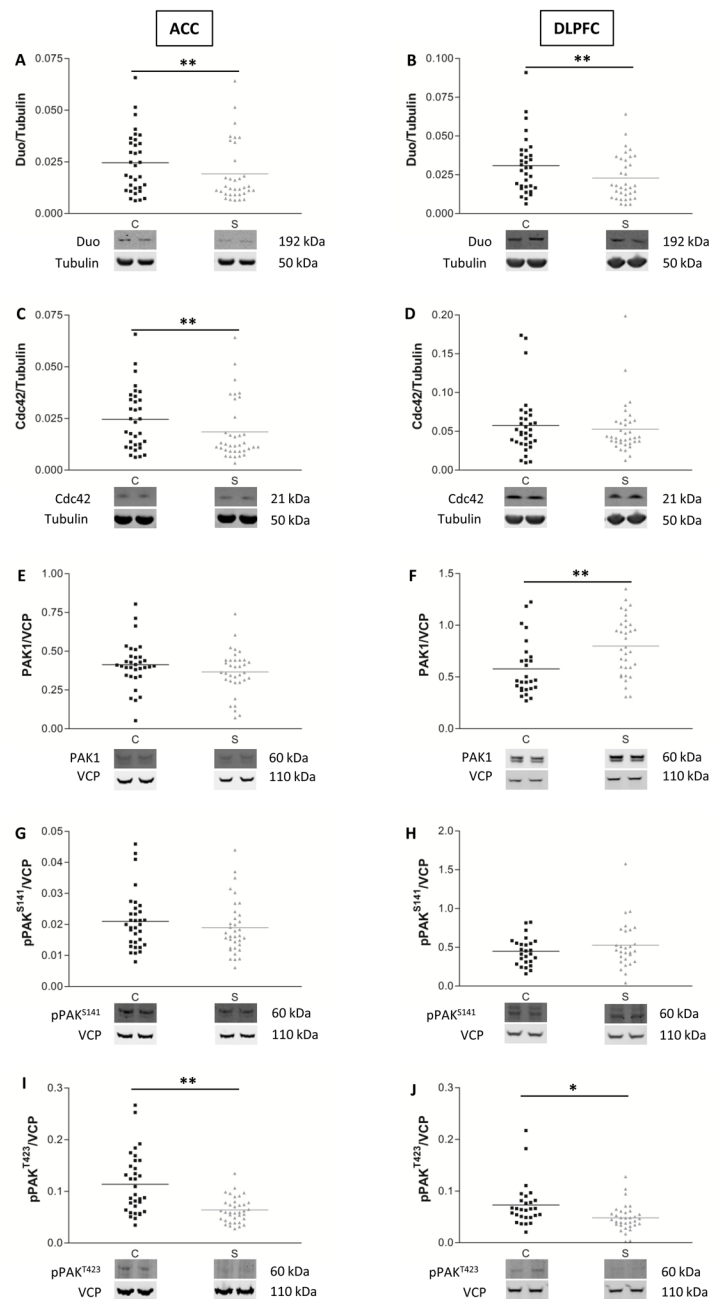 ACC
DLPFC
A
**
Duo/Tubulin
0.075
0.050
0.025
0.000
C S
Duo 192 kDa
Tubulin 50 kDa
B
**
Duo/Tubulin
0.100
0.075
0.050
0.025
0.000
C S
Duo 192 kDa
Tubulin 50 kDa
C
**
Cdc42/Tubulin
0.075
0.050
0.025
0.000
C S
Cdc42 21 kDa
Tubulin 50 kDa
D
Cdc42/Tubulin
0.20
0.15
0.10
0.05
0.00
C S
Cdc42 21 kDa
Tubulin 50 kDa
E
PAK1/VCP
1.00
0.75
0.50
0.25
0.00
C S
PAK1 60 kDa
VCP 110 kDa
F
**
PAK1/VCP
1.5
1.0
0.5
0.0
C S
PAK1 60 kDa
VCP 110 kDa
G
pPAK^S141/VCP
0.05
0.04
0.03
0.02
0.01
0.00
C S
pPAK^S141 60 kDa
VCP 110 kDa
H
pPAK^S141/VCP
2.0
1.5
1.0
0.5
0.0
C S
pPAK^S141 60 kDa
VCP 110 kDa
I
**
pPAK^T423/VCP
0.3
0.2
0.1
0.0
C S
pPAK^T423 60 kDa
VCP 110 kDa
J
*
pPAK^T423/VCP
0.3
0.2
0.1
0.0
C S
pPAK^T423 60 kDa
VCP 110 kDa